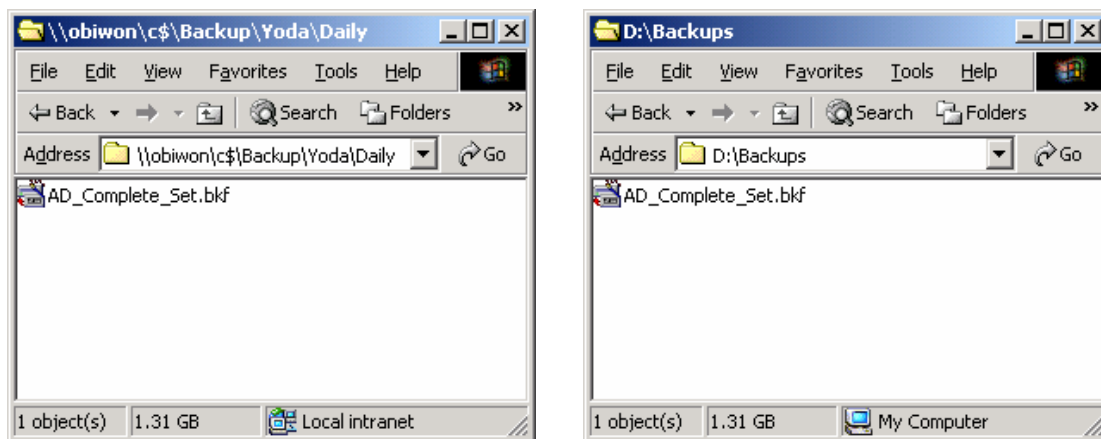 \\obiwon\c$\Backup\Yoda\Daily
File Edit View Favorites Tools Help
Back Search Folders »
Address \\obiwon\c$\Backup\Yoda\Daily Go
AD_Complete_Set.bkf
1 object(s) 1.31 GB Local intranet
D:\Backups
File Edit View Favorites Tools Help
Back Search Folders »
Address D:\Backups Go
AD_Complete_Set.bkf
1 object(s) 1.31 GB My Computer